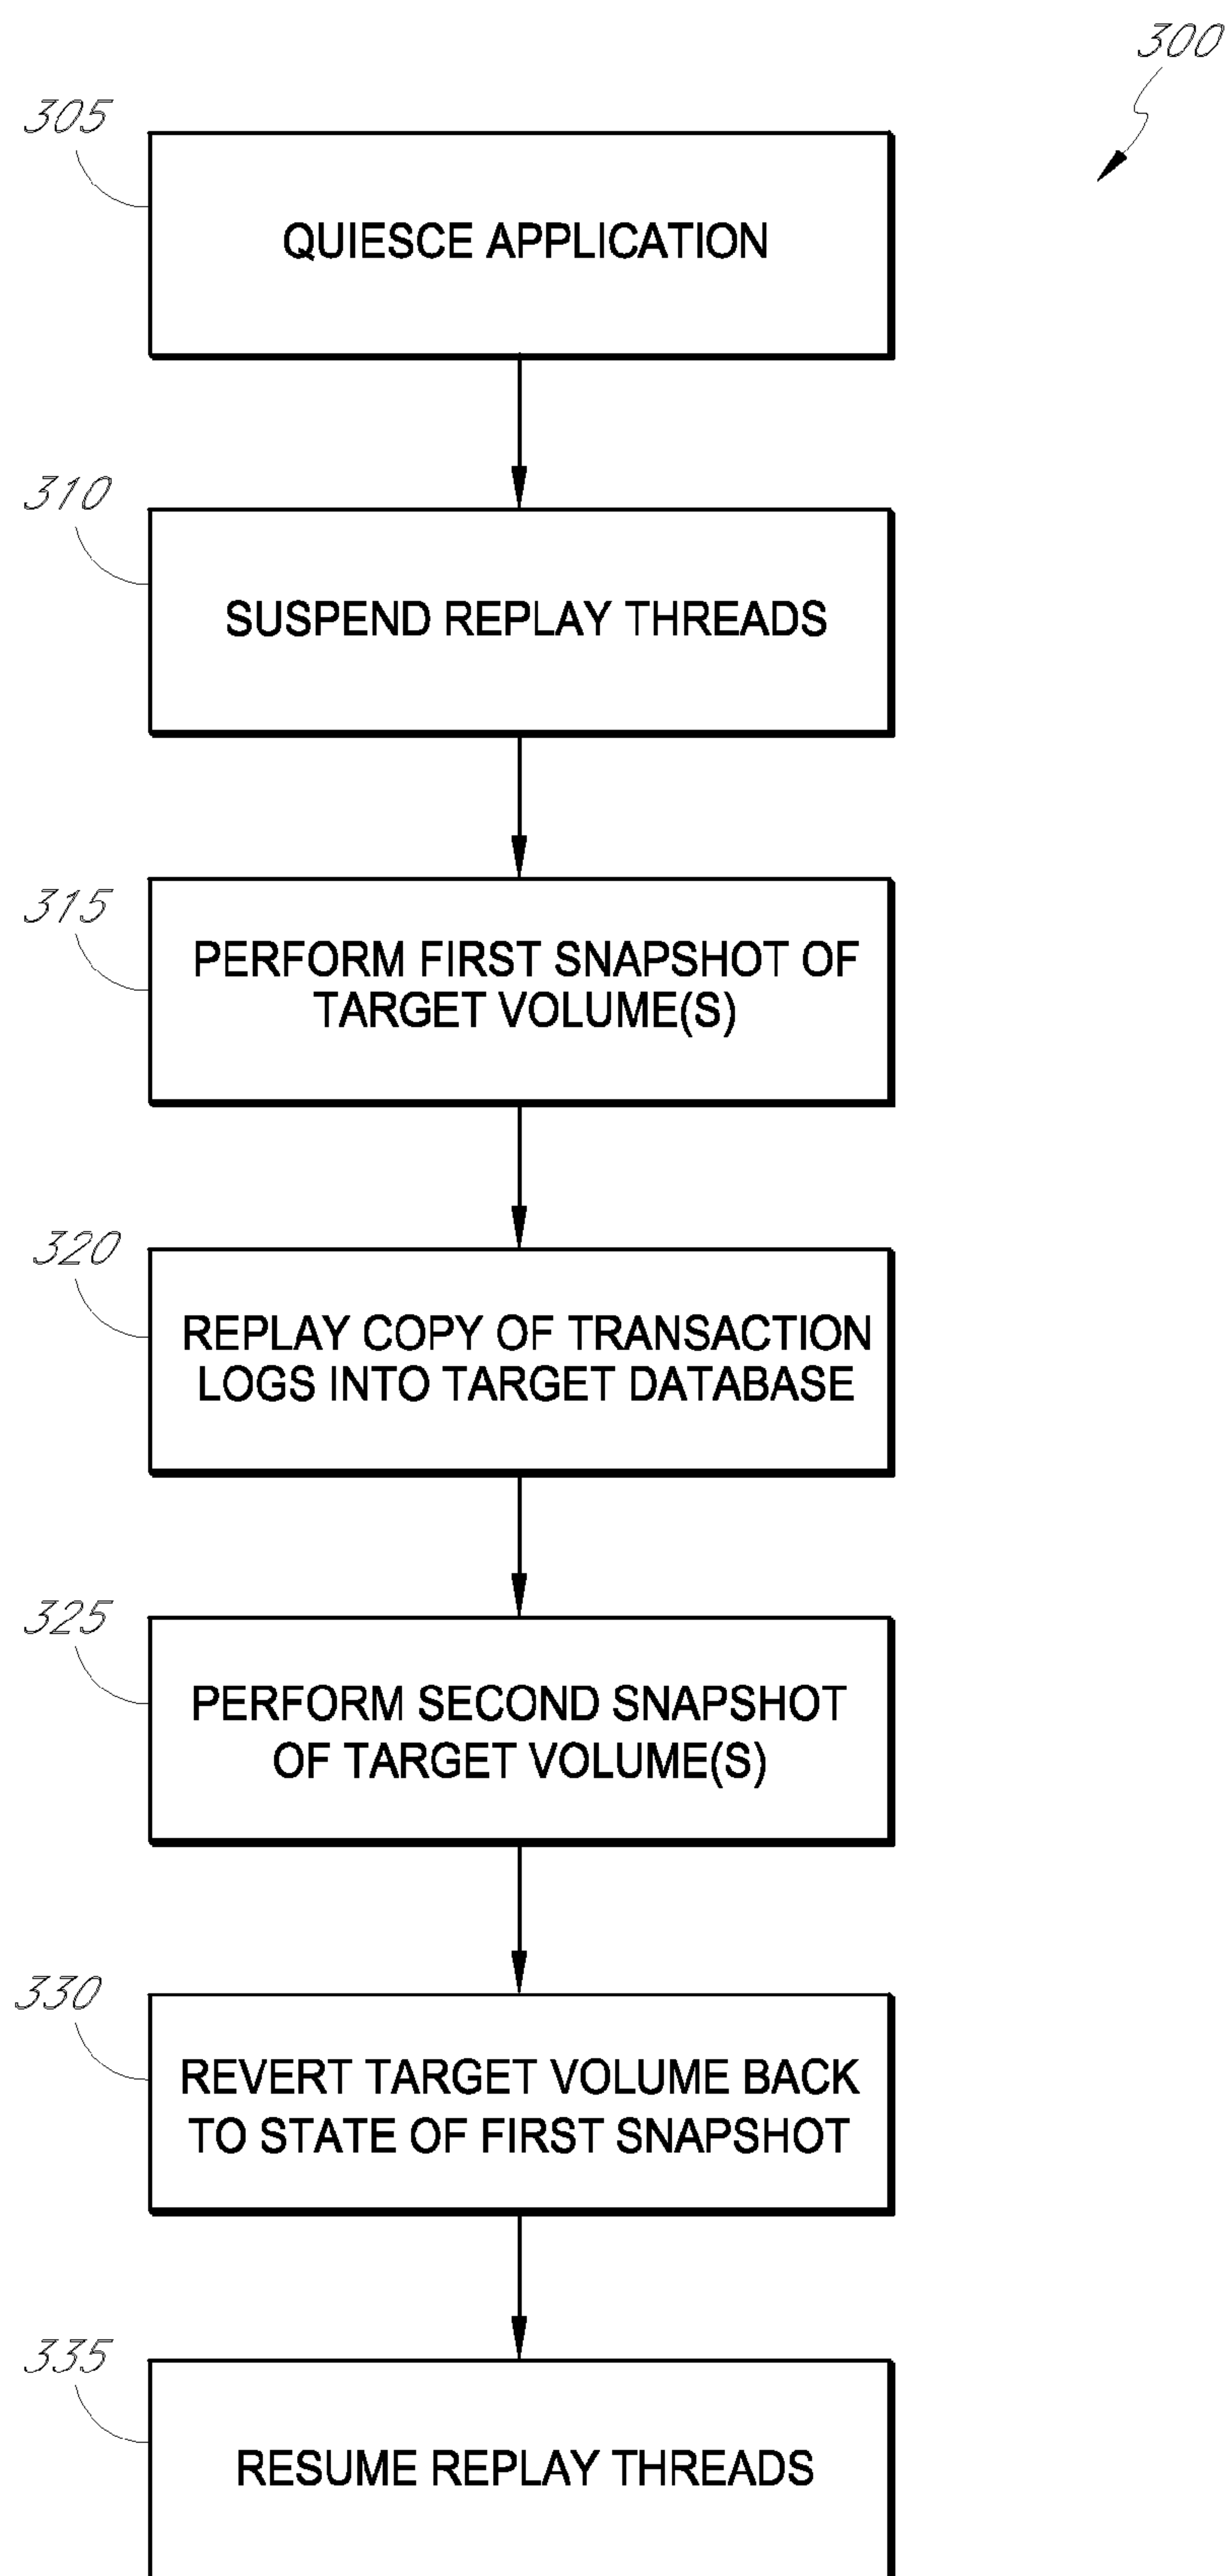 300
305
QUIESCE APPLICATION
310
SUSPEND REPLAY THREADS
315
PERFORM FIRST SNAPSHOT OF
TARGET VOLUME(S)
320
REPLAY COPY OF TRANSACTION
LOGS INTO TARGET DATABASE
325
PERFORM SECOND SNAPSHOT
OF TARGET VOLUME(S)
330
REVERT TARGET VOLUME BACK
TO STATE OF FIRST SNAPSHOT
335
RESUME REPLAY THREADS